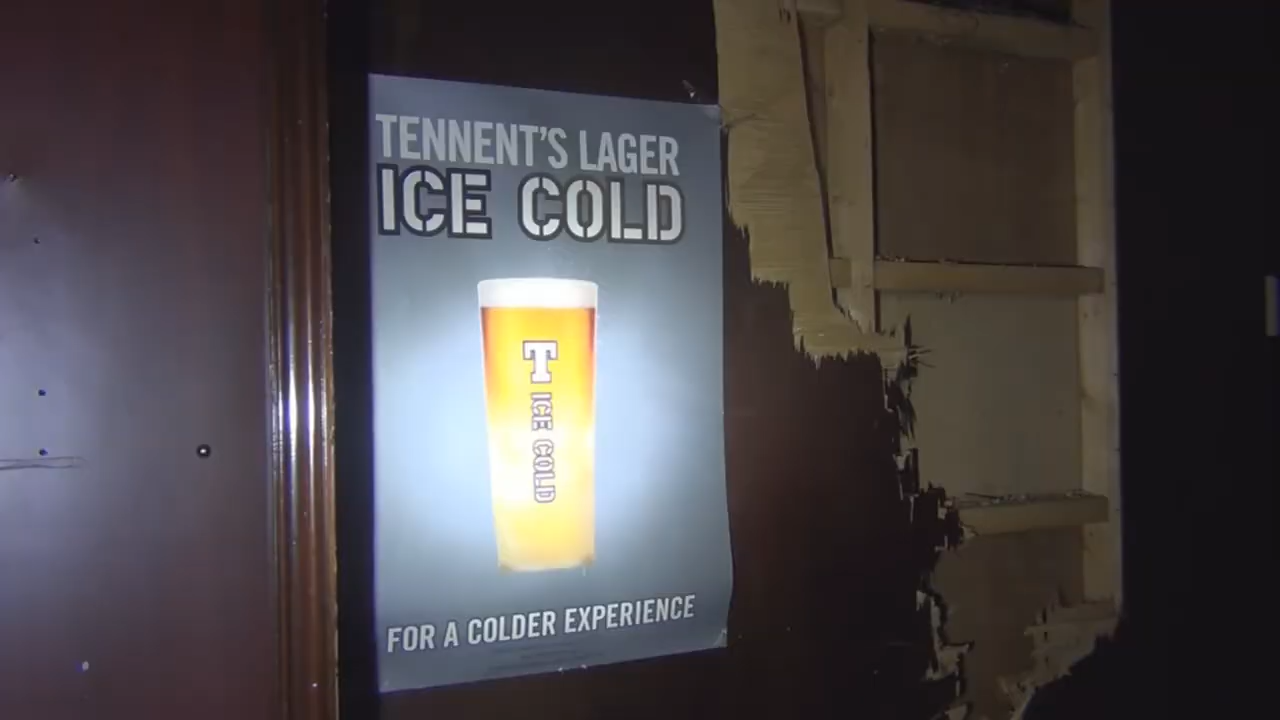 TENNENT'S LAGER
ICE COLD
T
ICE COLD
FOR A COLDER EXPERIENCE